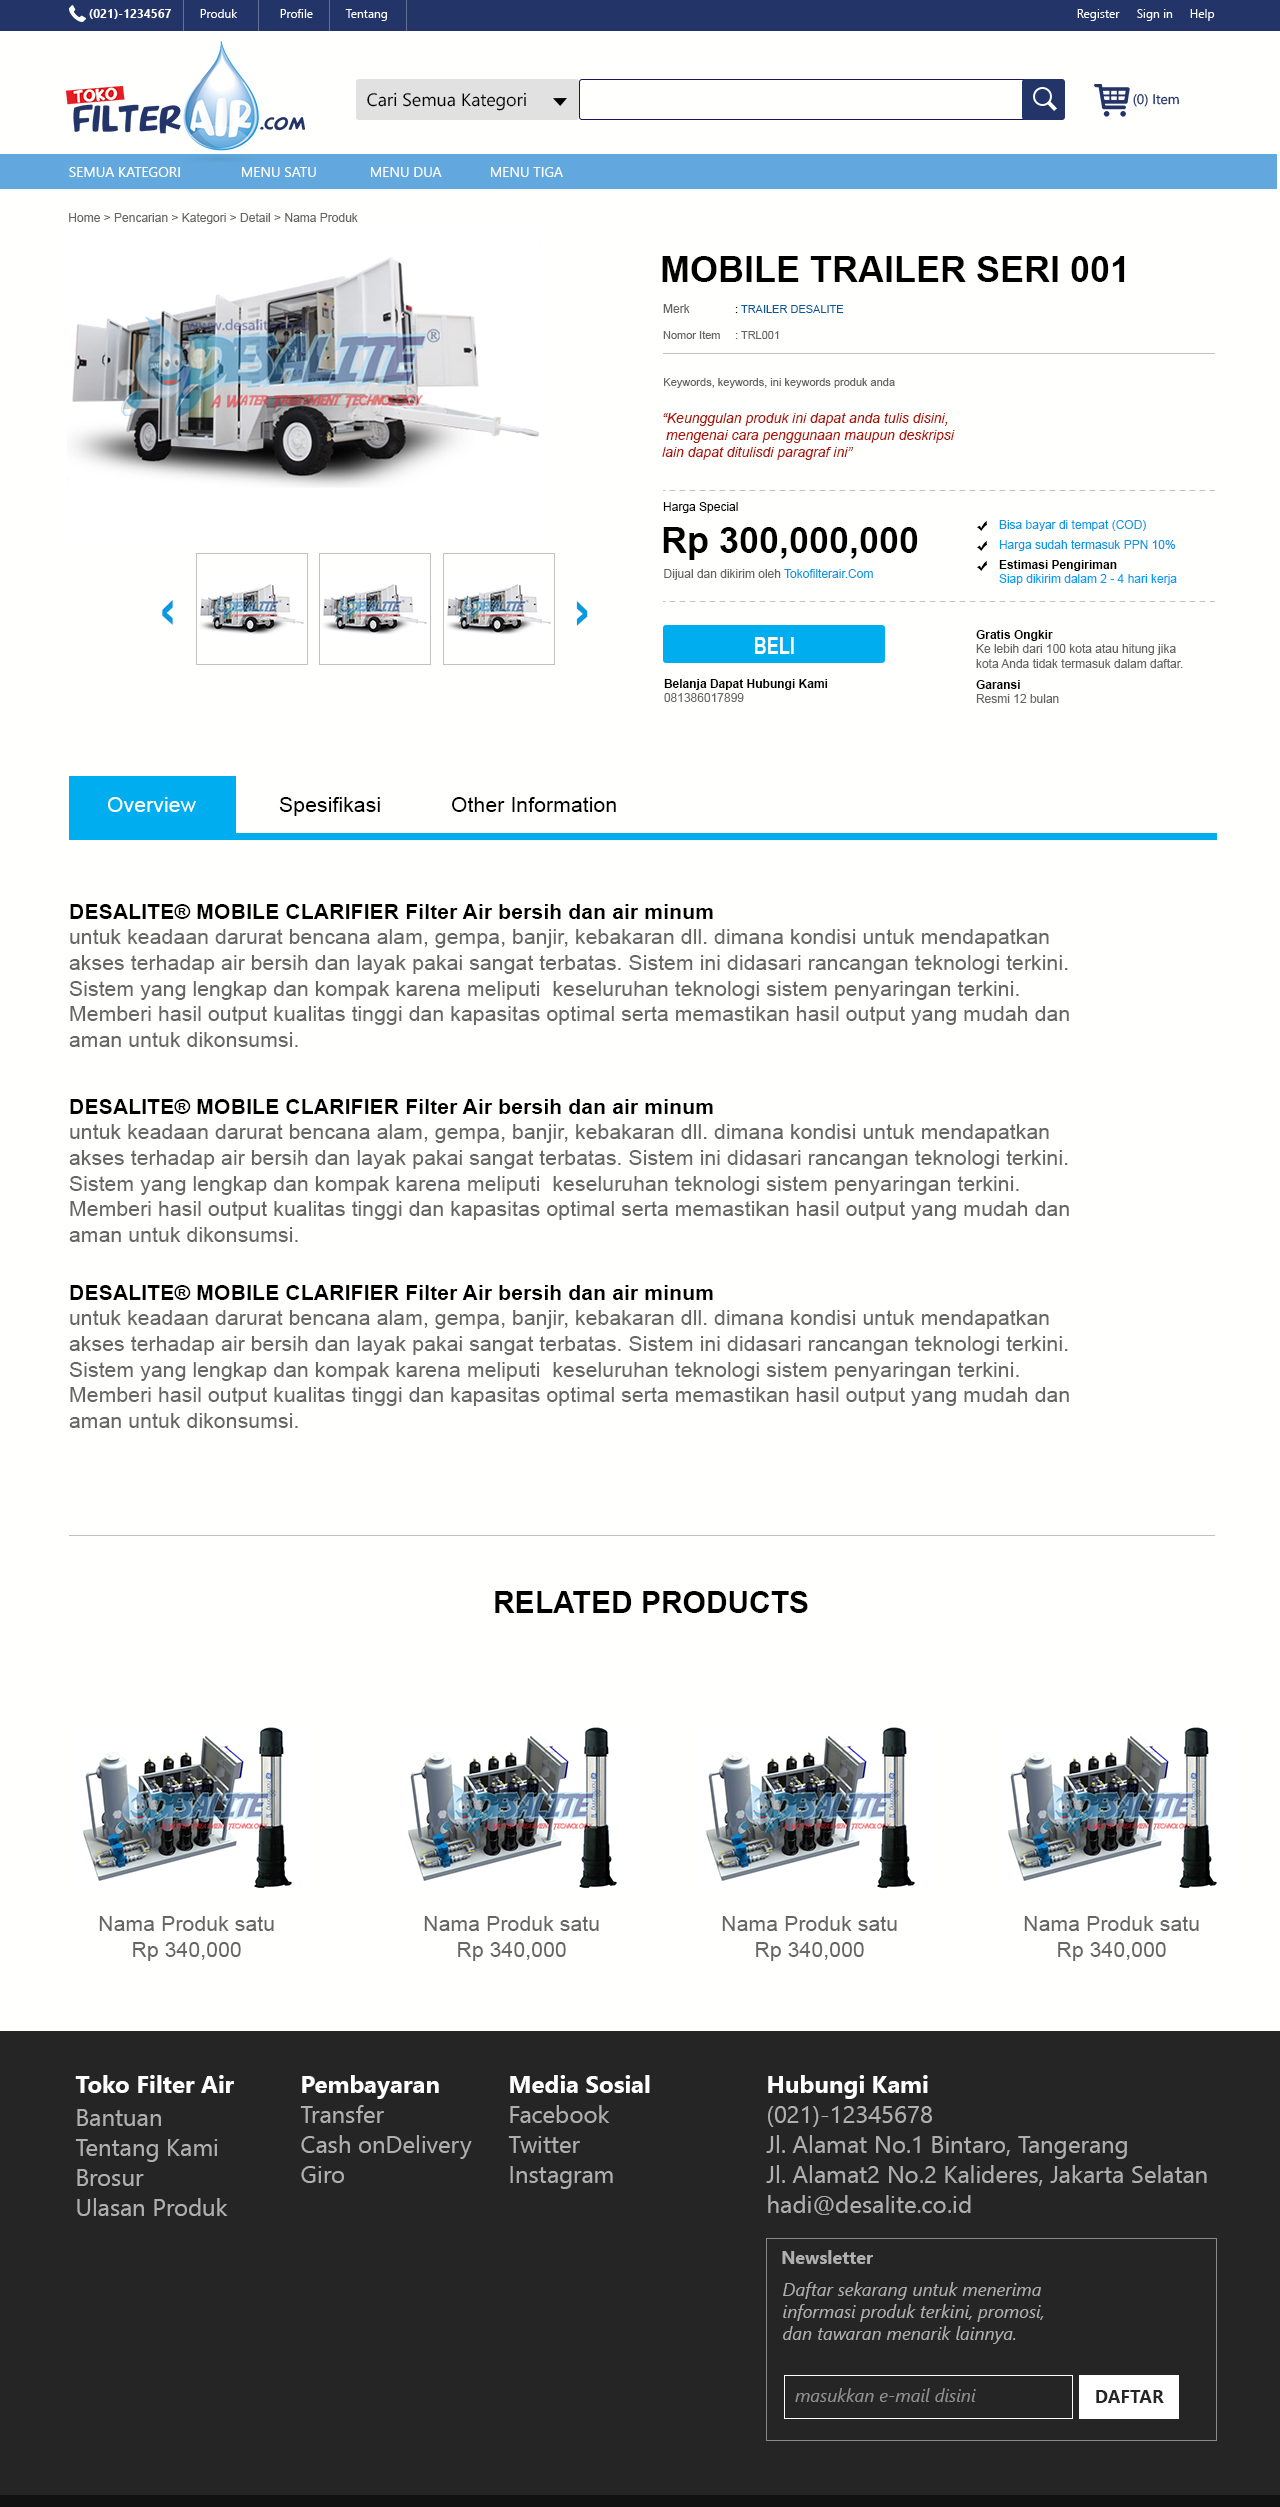 (021)-1234567 Produk Profile Tentang Register Sign in Help
TOKO
FILTER AIR .COM
Cari Semua Kategori
(0) Item
SEMUA KATEGORI MENU SATU MENU DUA MENU TIGA
Home > Pencarian > Kategori > Detail > Nama Produk
DESALITE®
A WATER TREATMENT TECHNOLOGY
MOBILE TRAILER SERI 001
Merk : TRAILER DESALITE
Nomor Item : TRL001
Keywords, keywords, ini keywords produk anda
“Keunggulan produk ini dapat anda tulis disini,
mengenai cara penggunaan maupun deskripsi
lain dapat ditulisdi paragraf ini”
Harga Special
Rp 300,000,000
Dijual dan dikirim oleh Tokofilterair.Com
Bisa bayar di tempat (COD)
Harga sudah termasuk PPN 10%
Estimasi Pengiriman
Siap dikirim dalam 2 - 4 hari kerja
DESALITE
DESALITE
DESALITE
BELI
Belanja Dapat Hubungi Kami
081386017899
Gratis Ongkir
Ke lebih dari 100 kota atau hitung jika
kota Anda tidak termasuk dalam daftar.
Garansi
Resmi 12 bulan
Overview Spesifikasi Other Information
DESALITE® MOBILE CLARIFIER Filter Air bersih dan air minum
untuk keadaan darurat bencana alam, gempa, banjir, kebakaran dll. dimana kondisi untuk mendapatkan
akses terhadap air bersih dan layak pakai sangat terbatas. Sistem ini didasari rancangan teknologi terkini.
Sistem yang lengkap dan kompak karena meliputi  keseluruhan teknologi sistem penyaringan terkini.
Memberi hasil output kualitas tinggi dan kapasitas optimal serta memastikan hasil output yang mudah dan
aman untuk dikonsumsi.
DESALITE® MOBILE CLARIFIER Filter Air bersih dan air minum
untuk keadaan darurat bencana alam, gempa, banjir, kebakaran dll. dimana kondisi untuk mendapatkan
akses terhadap air bersih dan layak pakai sangat terbatas. Sistem ini didasari rancangan teknologi terkini.
Sistem yang lengkap dan kompak karena meliputi  keseluruhan teknologi sistem penyaringan terkini.
Memberi hasil output kualitas tinggi dan kapasitas optimal serta memastikan hasil output yang mudah dan
aman untuk dikonsumsi.
DESALITE® MOBILE CLARIFIER Filter Air bersih dan air minum
untuk keadaan darurat bencana alam, gempa, banjir, kebakaran dll. dimana kondisi untuk mendapatkan
akses terhadap air bersih dan layak pakai sangat terbatas. Sistem ini didasari rancangan teknologi terkini.
Sistem yang lengkap dan kompak karena meliputi  keseluruhan teknologi sistem penyaringan terkini.
Memberi hasil output kualitas tinggi dan kapasitas optimal serta memastikan hasil output yang mudah dan
aman untuk dikonsumsi.
RELATED PRODUCTS
DESALITE DESALITE DESALITE DESALITE
A WATER TREATMENT TECHNOLOGY
Nama Produk satu Nama Produk satu Nama Produk satu Nama Produk satu
Rp 340,000 Rp 340,000 Rp 340,000 Rp 340,000
Toko Filter Air
Bantuan
Tentang Kami
Brosur
Ulasan Produk
Pembayaran
Transfer
Cash onDelivery
Giro
Media Sosial
Facebook
Twitter
Instagram
Hubungi Kami
(021)-12345678
Jl. Alamat No.1 Bintaro, Tangerang
Jl. Alamat2 No.2 Kalideres, Jakarta Selatan
hadi@desalite.co.id
Newsletter
Daftar sekarang untuk menerima
informasi produk terkini, promosi,
dan tawaran menarik lainnya.
masukkan e-mail disini DAFTAR